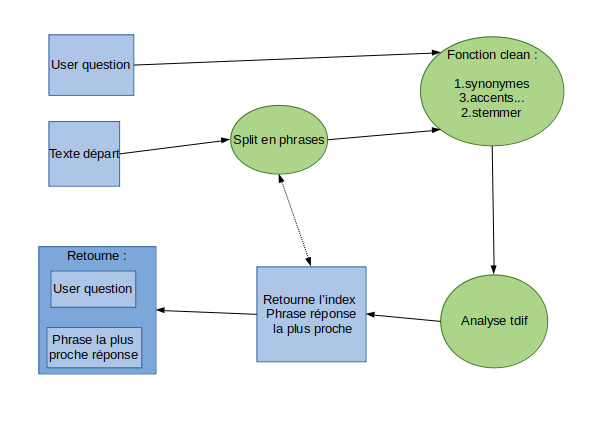 User question
Fonction clean :
1.synonymes
3.accents...
2.stemmer
Texte départ
Split en phrases
Retourne :
User question
Phrase la plus
proche réponse
Retourne l'index
Phrase réponse
la plus proche
Analyse tdif